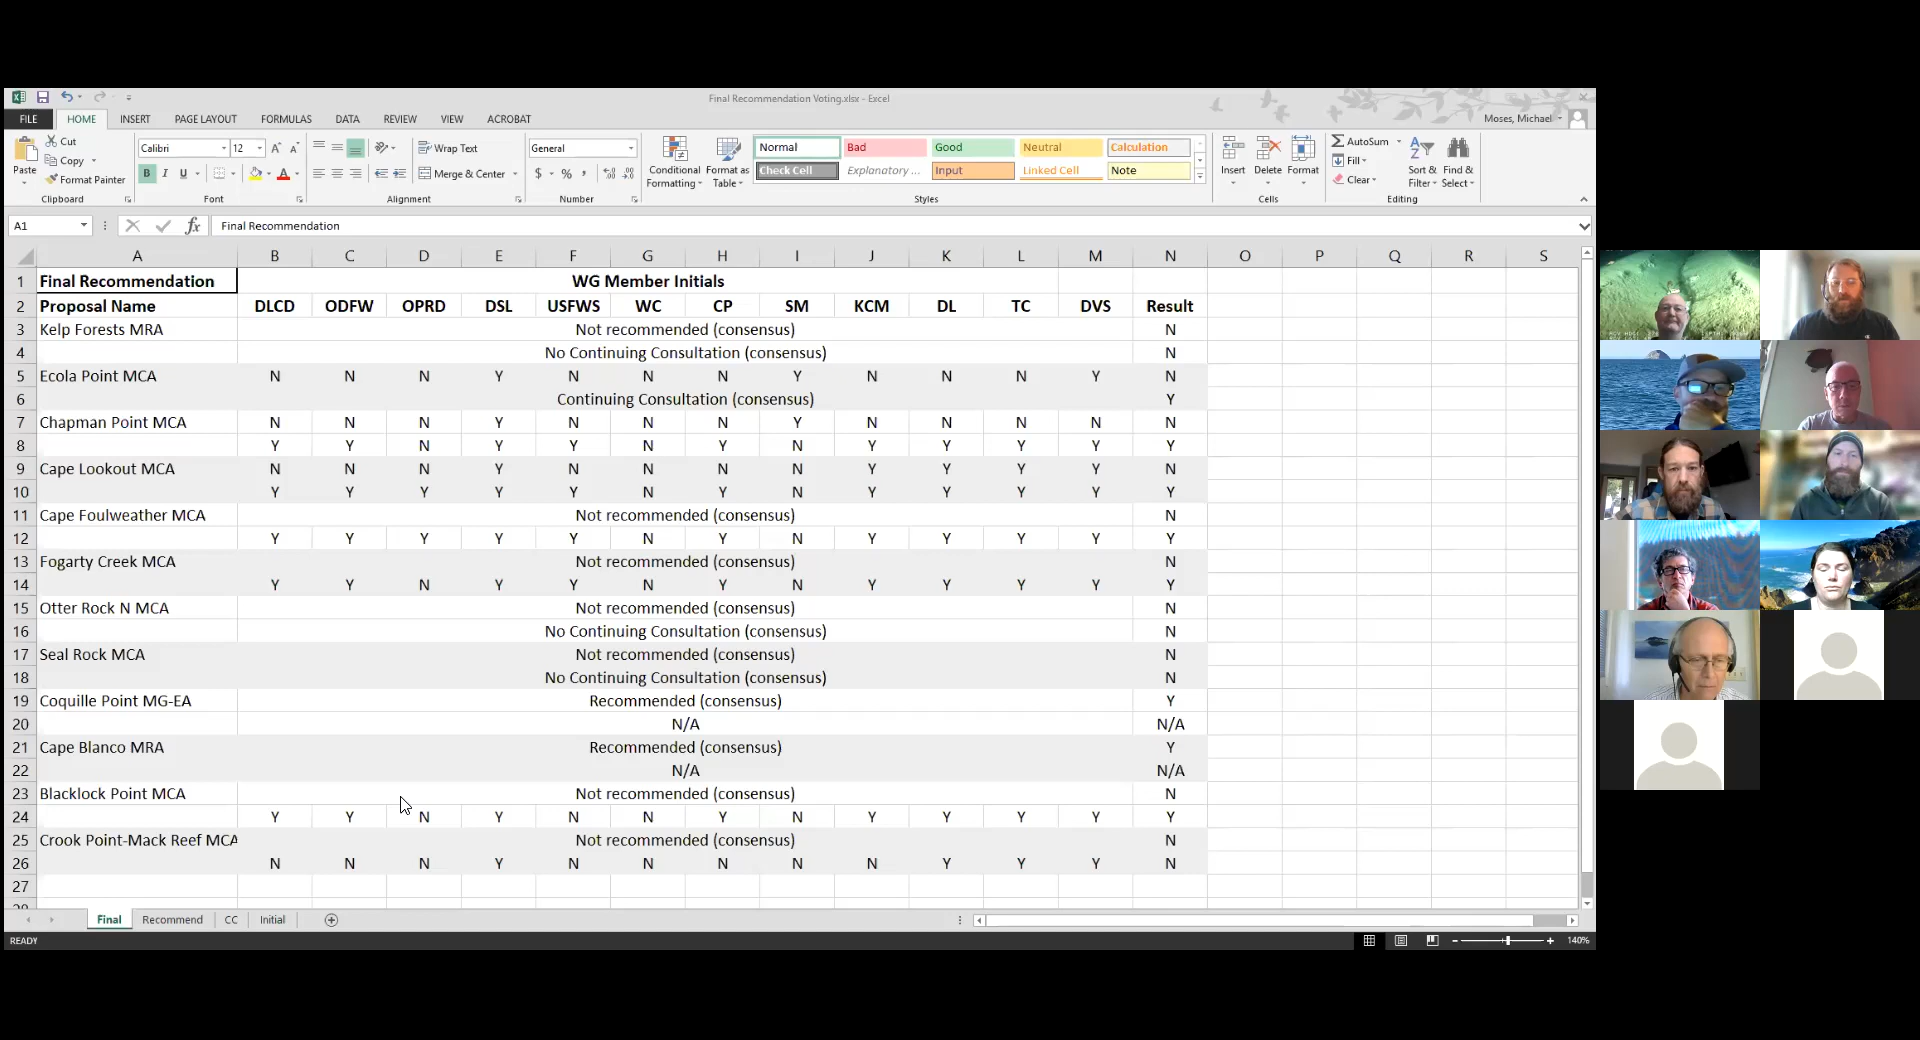 Final Recommendation Voting.xlsx - Excel
FILE HOME INSERT PAGE LAYOUT FORMULAS DATA REVIEW VIEW ACROBAT Moses, Michael
Cut
Copy
Format Painter
Paste
Clipboard
Calibri 12
B I U
Font
Wrap Text
Merge & Center
Alignment
General
$ % ,
Number
Conditional Formatting
Format as Table
Normal Bad Good Neutral Calculation
Check Cell Explanatory ... Input Linked Cell Note
Styles
Insert Delete Format
Cells
AutoSum
Fill
Clear
Sort & Filter
Find & Select
Editing
A1 fx Final Recommendation
A B C D E F G H I J K L M N O P Q R S
1 Final Recommendation WG Member Initials
2 Proposal Name DLCD ODFW OPRD DSL USFWS WC CP SM KCM DL TC DVS Result
3 Kelp Forests MRA Not recommended (consensus) N
4 No Continuing Consultation (consensus) N
5 Ecola Point MCA N N N Y N N N Y N N N Y N
6 Continuing Consultation (consensus) Y
7 Chapman Point MCA N N N Y N N N Y N N N N N
8 Y Y N Y Y N Y N Y Y Y Y Y
9 Cape Lookout MCA N N N Y N N N N Y Y Y Y N
10 Y Y Y Y Y N Y N Y Y Y Y Y
11 Cape Foulweather MCA Not recommended (consensus) N
12 Y Y Y Y Y N Y N Y Y Y Y Y
13 Fogarty Creek MCA Not recommended (consensus) N
14 Y Y N Y Y N Y N Y Y Y Y Y
15 Otter Rock N MCA Not recommended (consensus) N
16 No Continuing Consultation (consensus) N
17 Seal Rock MCA Not recommended (consensus) N
18 No Continuing Consultation (consensus) N
19 Coquille Point MG-EA Recommended (consensus) Y
20 N/A N/A
21 Cape Blanco MRA Recommended (consensus) Y
22 N/A N/A
23 Blacklock Point MCA Not recommended (consensus) N
24 Y Y N Y N N Y N Y Y Y Y Y
25 Crook Point-Mack Reef MCA Not recommended (consensus) N
26 N N N Y N N N N N Y Y Y N
27
Final Recommend CC Initial
READY 140%